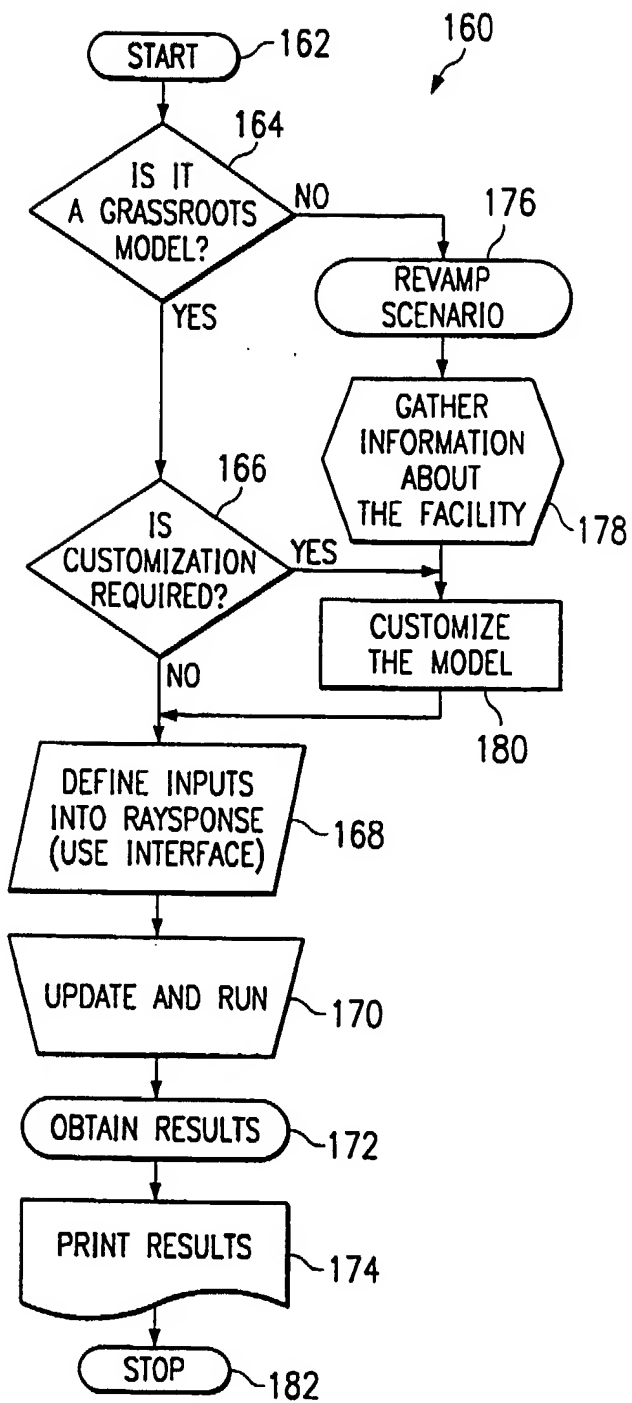 START
162
160
164
IS IT
A GRASSROOTS
MODEL?
NO
YES
176
REVAMP
SCENARIO
GATHER
INFORMATION
ABOUT
THE FACILITY
178
166
IS
CUSTOMIZATION
REQUIRED?
YES
NO
CUSTOMIZE
THE MODEL
180
DEFINE INPUTS
INTO RAYSPONSE
(USE INTERFACE)
168
UPDATE AND RUN
170
OBTAIN RESULTS
172
PRINT RESULTS
174
STOP
182